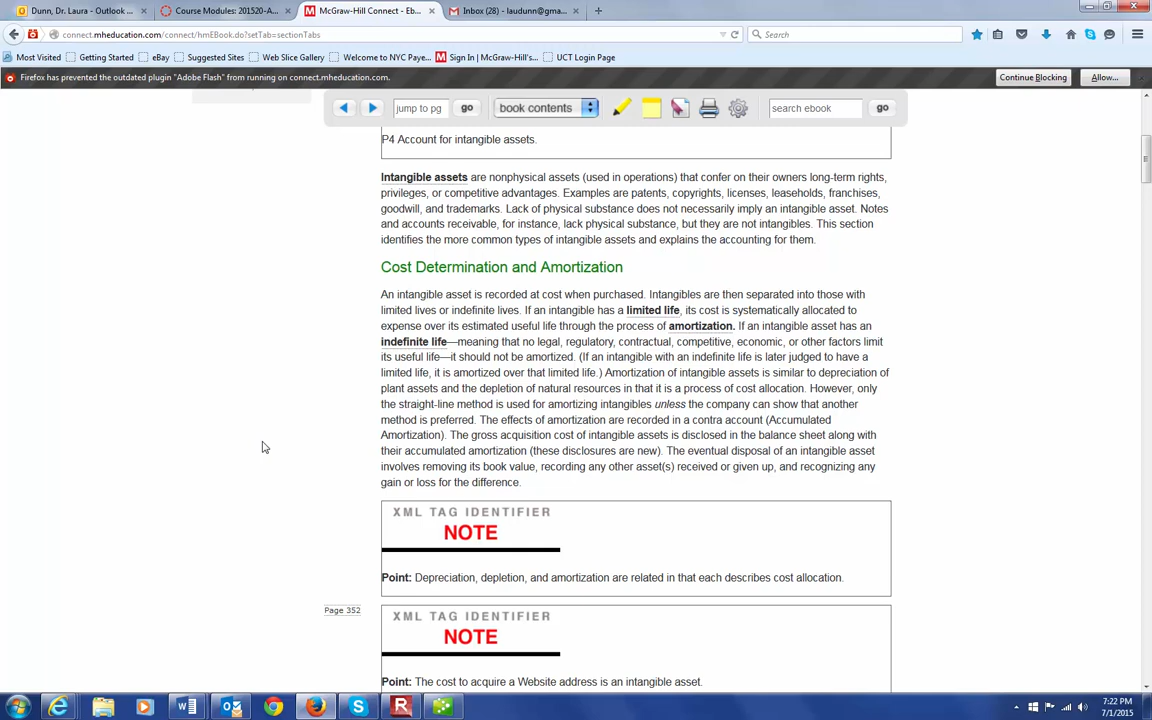 Dunn, Dr. Laura - Outlook ...
Course Modules: 201520-A...
McGraw-Hill Connect - Eb...
Inbox (28) - laudunn@gma...
connect.mheducation.com/connect/hmEBook.do?setTab=sectionTabs
Search
Most Visited
Getting Started
eBay
Suggested Sites
Web Slice Gallery
Welcome to NYC Paye...
Sign In | McGraw-Hill's...
UCT Login Page
Firefox has prevented the outdated plugin "Adobe Flash" from running on connect.mheducation.com.
Continue Blocking
Allow...
jump to pg
go
book contents
search ebook
go
P4 Account for intangible assets.
Intangible assets are nonphysical assets (used in operations) that confer on their owners long-term rights,
privileges, or competitive advantages. Examples are patents, copyrights, licenses, leaseholds, franchises,
goodwill, and trademarks. Lack of physical substance does not necessarily imply an intangible asset. Notes
and accounts receivable, for instance, lack physical substance, but they are not intangibles. This section
identifies the more common types of intangible assets and explains the accounting for them.
Cost Determination and Amortization
An intangible asset is recorded at cost when purchased. Intangibles are then separated into those with
limited lives or indefinite lives. If an intangible has a limited life, its cost is systematically allocated to
expense over its estimated useful life through the process of amortization. If an intangible asset has an
indefinite life—meaning that no legal, regulatory, contractual, competitive, economic, or other factors limit
its useful life—it should not be amortized. (If an intangible with an indefinite life is later judged to have a
limited life, it is amortized over that limited life.) Amortization of intangible assets is similar to depreciation of
plant assets and the depletion of natural resources in that it is a process of cost allocation. However, only
the straight-line method is used for amortizing intangibles unless the company can show that another
method is preferred. The effects of amortization are recorded in a contra account (Accumulated
Amortization). The gross acquisition cost of intangible assets is disclosed in the balance sheet along with
their accumulated amortization (these disclosures are new). The eventual disposal of an intangible asset
involves removing its book value, recording any other asset(s) received or given up, and recognizing any
gain or loss for the difference.
XML TAG IDENTIFIER
NOTE
Point: Depreciation, depletion, and amortization are related in that each describes cost allocation.
Page 352
XML TAG IDENTIFIER
NOTE
Point: The cost to acquire a Website address is an intangible asset.
7:22 PM
7/1/2015